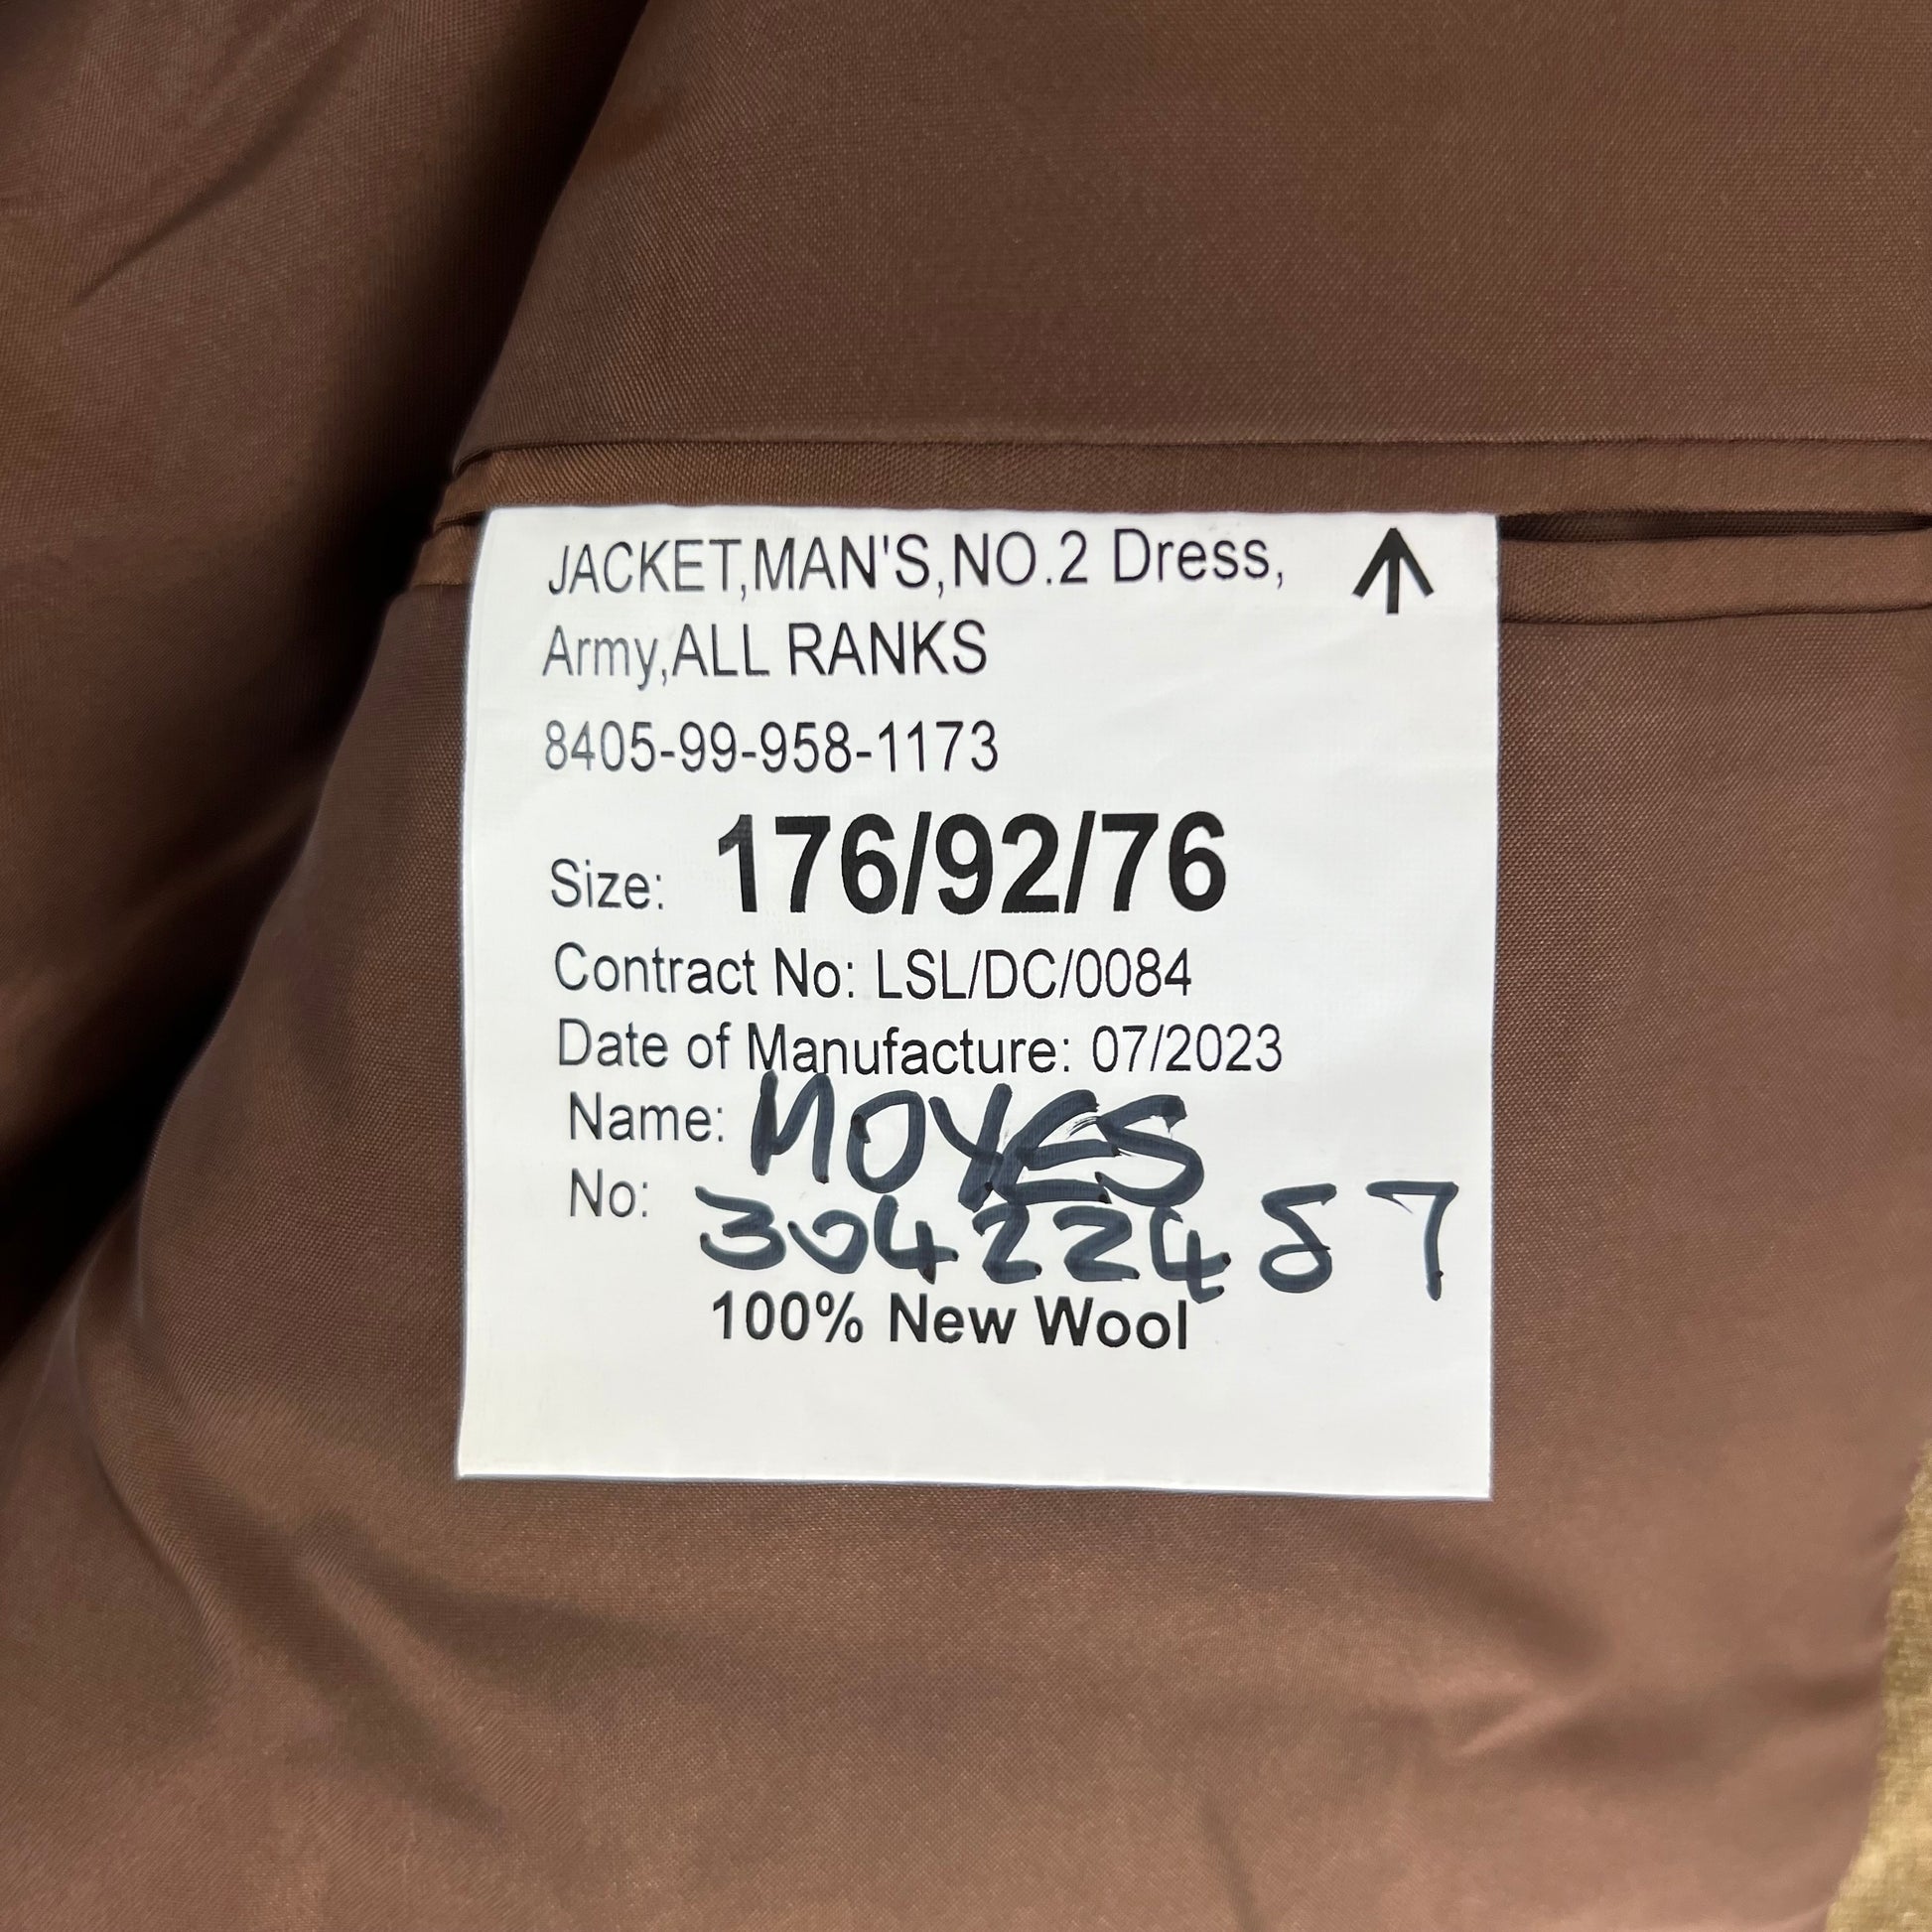 JACKET,MAN'S,NO.2 Dress,
Army,ALL RANKS
8405-99-958-1173
Size: 176/92/76
Contract No: LSL/DC/0084
Date of Manufacture: 07/2023
Name: MOYES
No: 30422487
100% New Wool